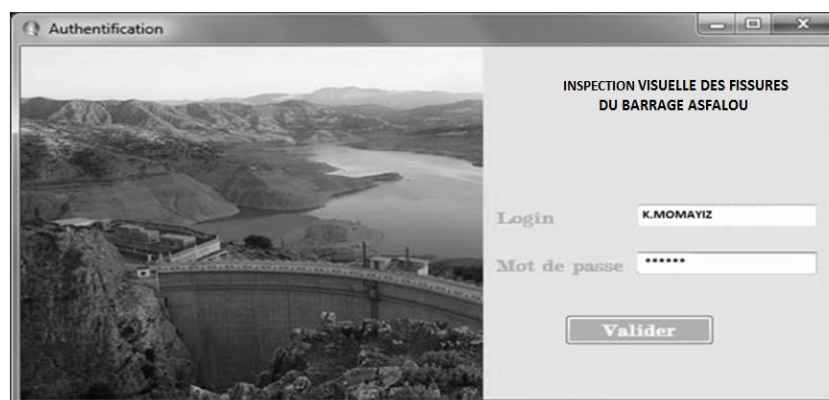 Authentification
INSPECTION VISUELLE DES FISSURES
DU BARRAGE ASFALOU
Login
K.MOMAYIZ
Mot de passe
••••••
Valider